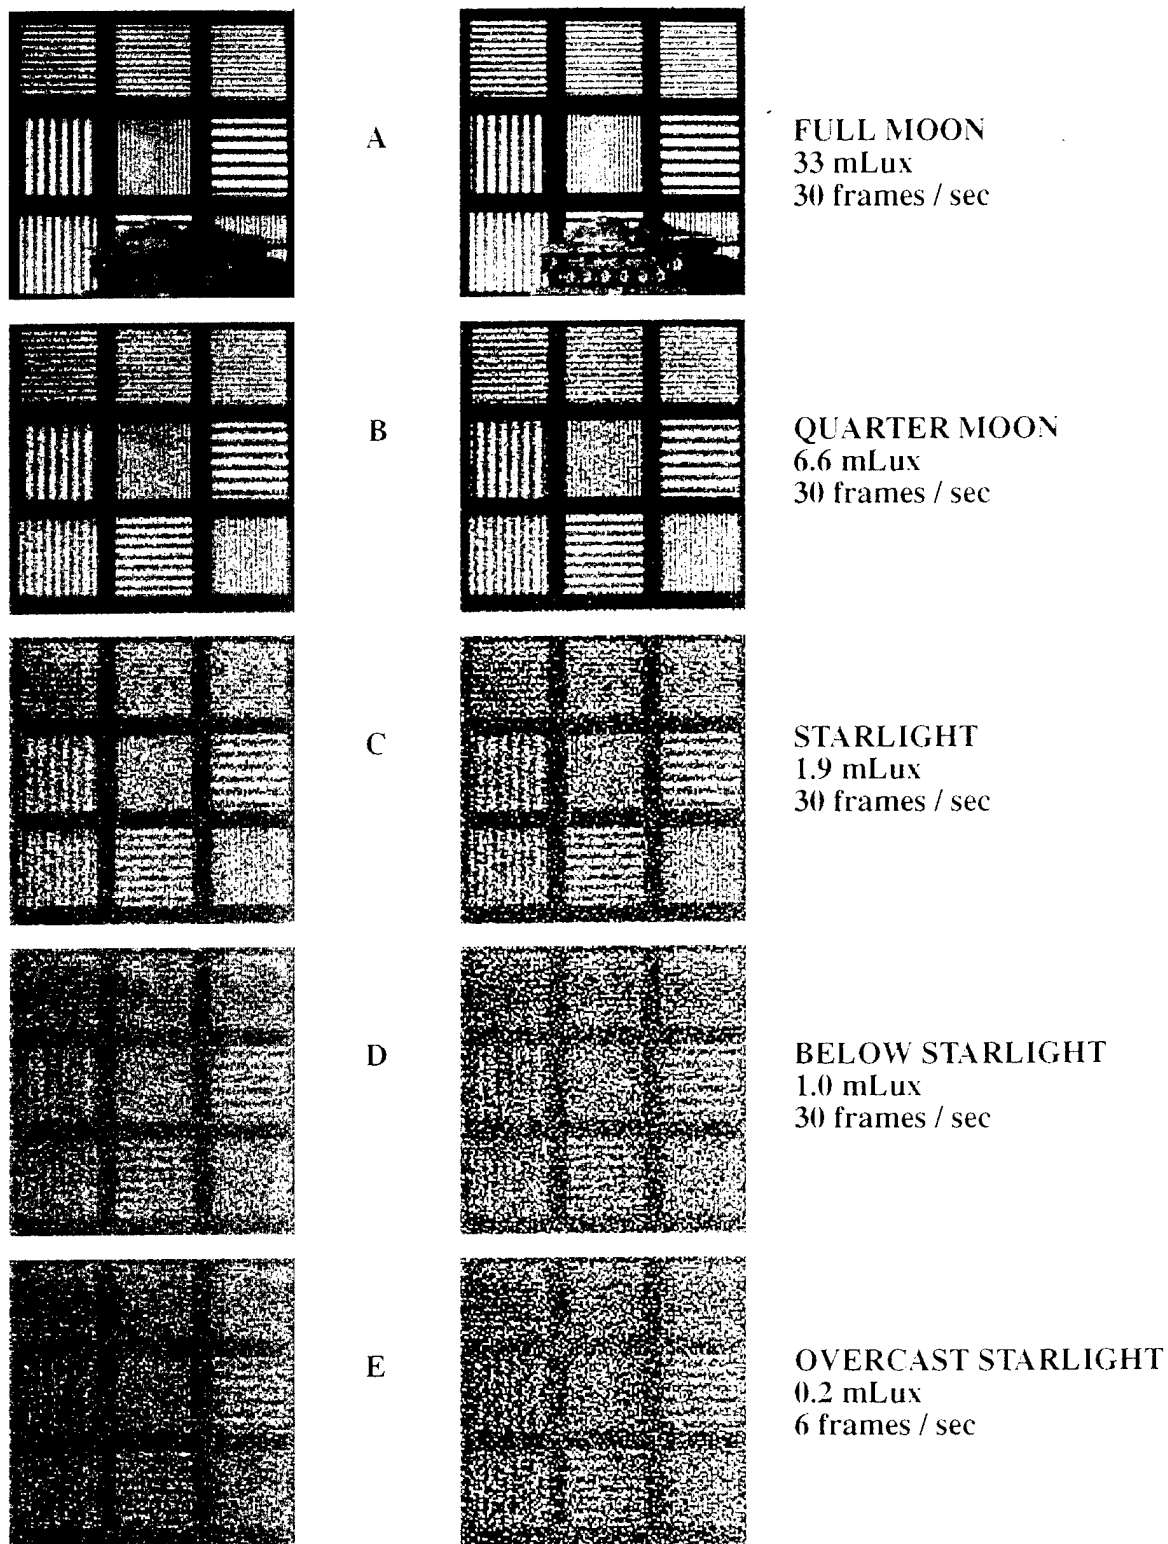 A
FULL MOON
33 mLux
30 frames / sec
B
QUARTER MOON
6.6 mLux
30 frames / sec
C
STARLIGHT
1.9 mLux
30 frames / sec
D
BELOW STARLIGHT
1.0 mLux
30 frames / sec
E
OVERCAST STARLIGHT
0.2 mLux
6 frames / sec